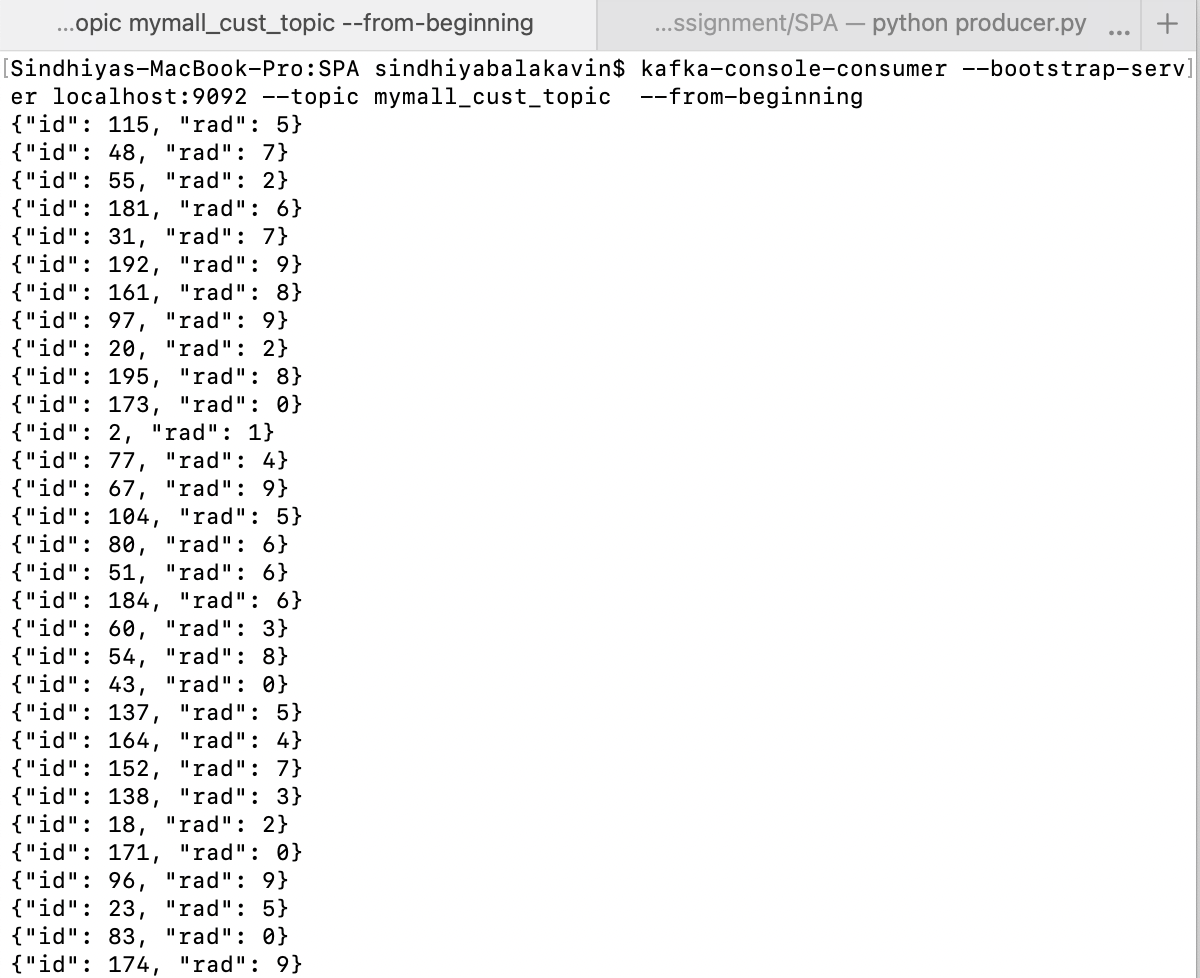 ...opic mymall_cust_topic --from-beginning
...ssignment/SPA — python producer.py ... +
[Sindhiyas-MacBook-Pro:SPA sindhiyabalakavin$ kafka-console-consumer --bootstrap-serv]
er localhost:9092 --topic mymall_cust_topic  --from-beginning
{"id": 115, "rad": 5}
{"id": 48, "rad": 7}
{"id": 55, "rad": 2}
{"id": 181, "rad": 6}
{"id": 31, "rad": 7}
{"id": 192, "rad": 9}
{"id": 161, "rad": 8}
{"id": 97, "rad": 9}
{"id": 20, "rad": 2}
{"id": 195, "rad": 8}
{"id": 173, "rad": 0}
{"id": 2, "rad": 1}
{"id": 77, "rad": 4}
{"id": 67, "rad": 9}
{"id": 104, "rad": 5}
{"id": 80, "rad": 6}
{"id": 51, "rad": 6}
{"id": 184, "rad": 6}
{"id": 60, "rad": 3}
{"id": 54, "rad": 8}
{"id": 43, "rad": 0}
{"id": 137, "rad": 5}
{"id": 164, "rad": 4}
{"id": 152, "rad": 7}
{"id": 138, "rad": 3}
{"id": 18, "rad": 2}
{"id": 171, "rad": 0}
{"id": 96, "rad": 9}
{"id": 23, "rad": 5}
{"id": 83, "rad": 0}
{"id": 174, "rad": 9}